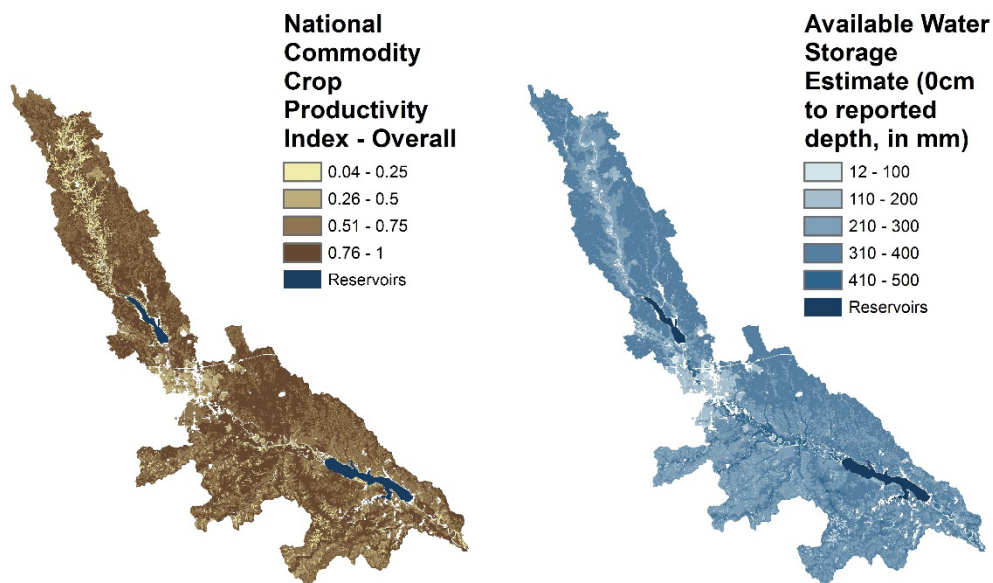 National
Commodity
Crop
Productivity
Index - Overall
0.04 - 0.25
0.26 - 0.5
0.51 - 0.75
0.76 - 1
Reservoirs
Available Water
Storage
Estimate (0cm
to reported
depth, in mm)
12 - 100
110 - 200
210 - 300
310 - 400
410 - 500
Reservoirs